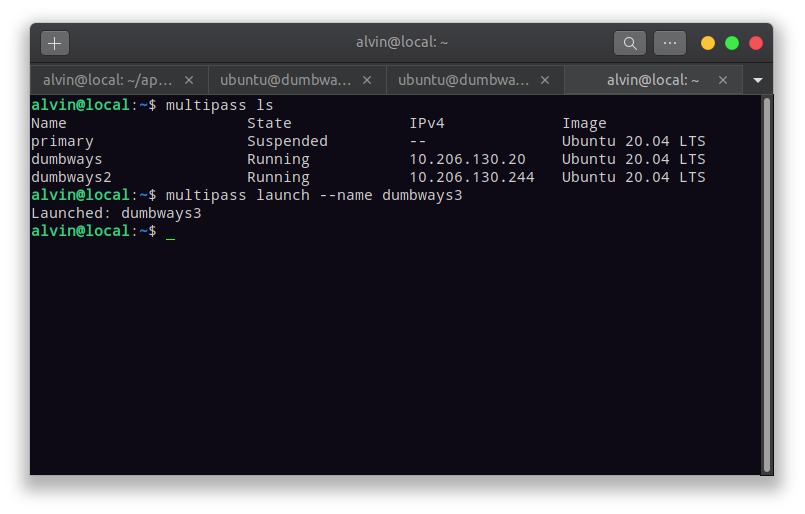 alvin@local: ~
alvin@local: ~/ap... ubuntu@dumbwa... ubuntu@dumbwa... alvin@local: ~
alvin@local:~$ multipass ls
Name State IPv4 Image
primary Suspended -- Ubuntu 20.04 LTS
dumbways Running 10.206.130.20 Ubuntu 20.04 LTS
dumbways2 Running 10.206.130.244 Ubuntu 20.04 LTS
alvin@local:~$ multipass launch --name dumbways3
Launched: dumbways3
alvin@local:~$ _